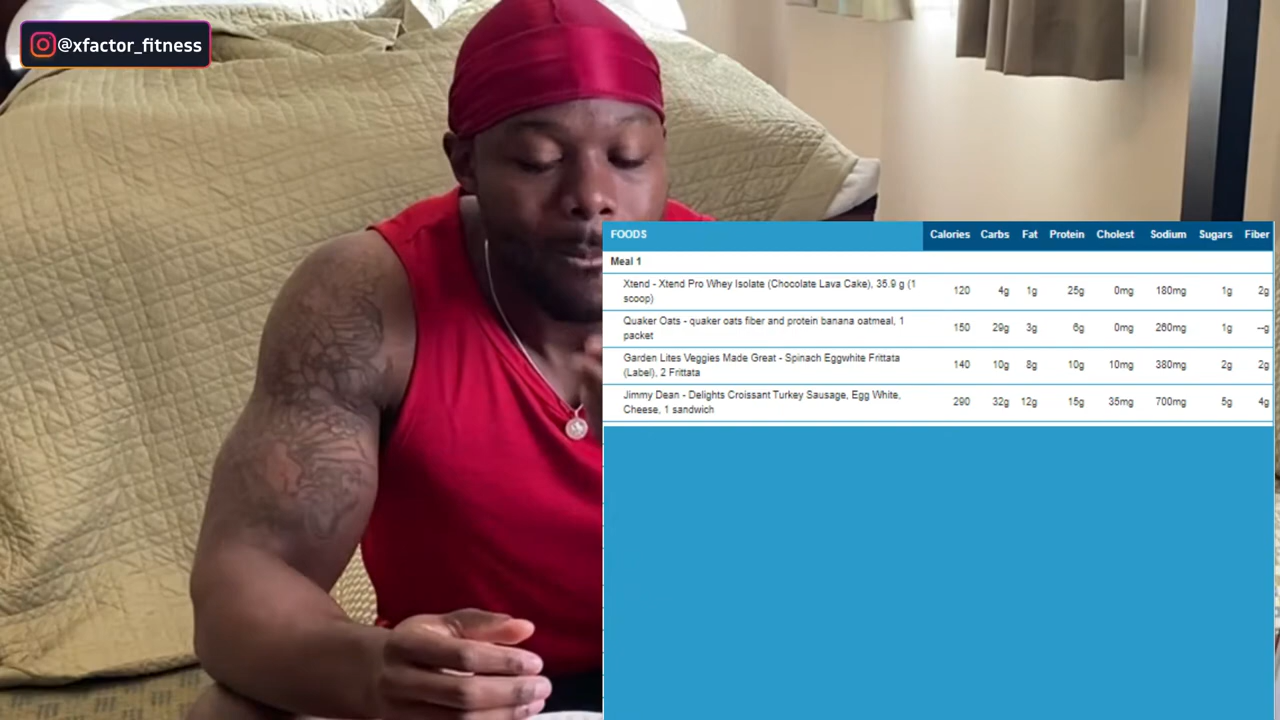 @xfactor_fitness
FOODS Calories Carbs Fat Protein Cholest Sodium Sugars Fiber
Meal 1
Xtend - Xtend Pro Whey Isolate (Chocolate Lava Cake), 35.9 g (1
scoop) 120 4g 1g 25g 0mg 180mg 1g 2g
Quaker Oats - quaker oats fiber and protein banana oatmeal, 1
packet 150 29g 3g 6g 0mg 260mg 1g --g
Garden Lites Veggies Made Great - Spinach Eggwhite Frittata
(Label), 2 Frittata 140 10g 8g 10g 10mg 380mg 2g 2g
Jimmy Dean - Delights Croissant Turkey Sausage, Egg White,
Cheese, 1 sandwich 290 32g 12g 15g 35mg 700mg 5g 4g